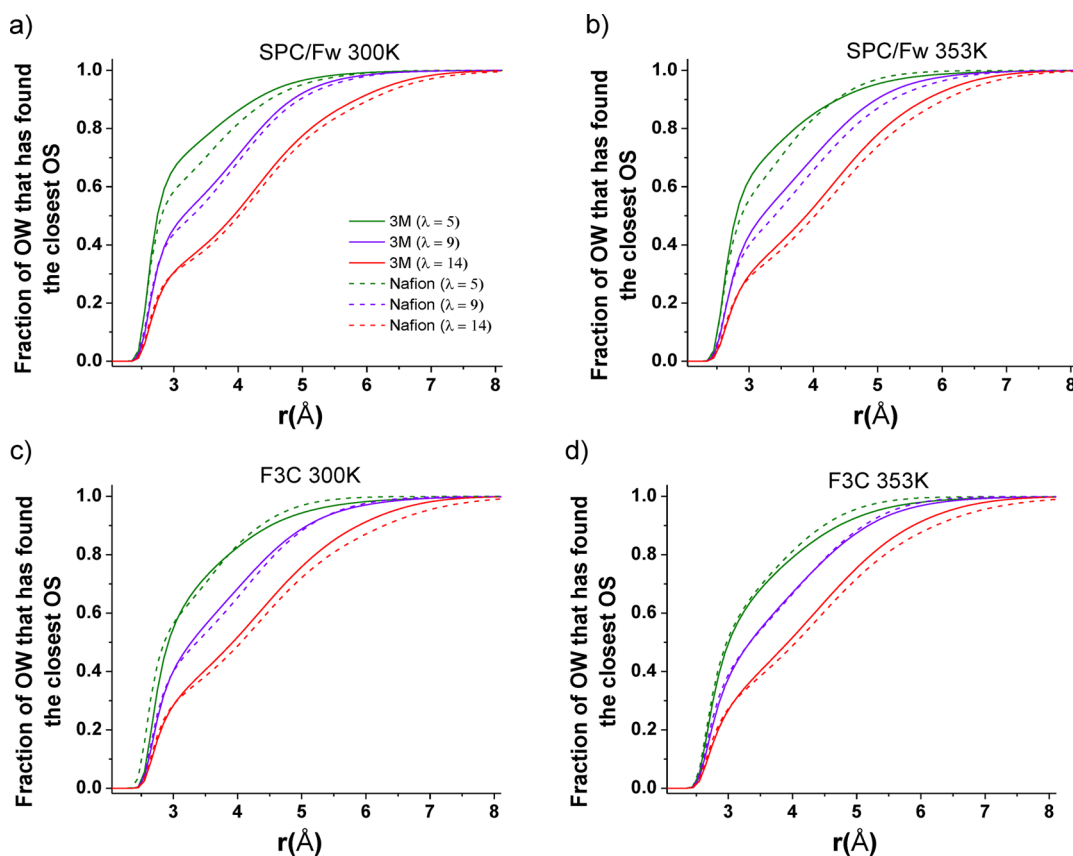 a)
SPC/Fw 300K
Fraction of OW that has found
the closest OS
1.0
0.8
0.6
0.4
0.2
0.0
3M (λ = 5)
3M (λ = 9)
3M (λ = 14)
Nafion (λ = 5)
Nafion (λ = 9)
Nafion (λ = 14)
3 4 5 6 7 8
r(Å)
b)
SPC/Fw 353K
Fraction of OW that has found
the closest OS
1.0
0.8
0.6
0.4
0.2
0.0
3 4 5 6 7 8
r(Å)
c)
F3C 300K
Fraction of OW that has found
the closest OS
1.0
0.8
0.6
0.4
0.2
0.0
3 4 5 6 7 8
r(Å)
d)
F3C 353K
Fraction of OW that has found
the closest OS
1.0
0.8
0.6
0.4
0.2
0.0
3 4 5 6 7 8
r(Å)